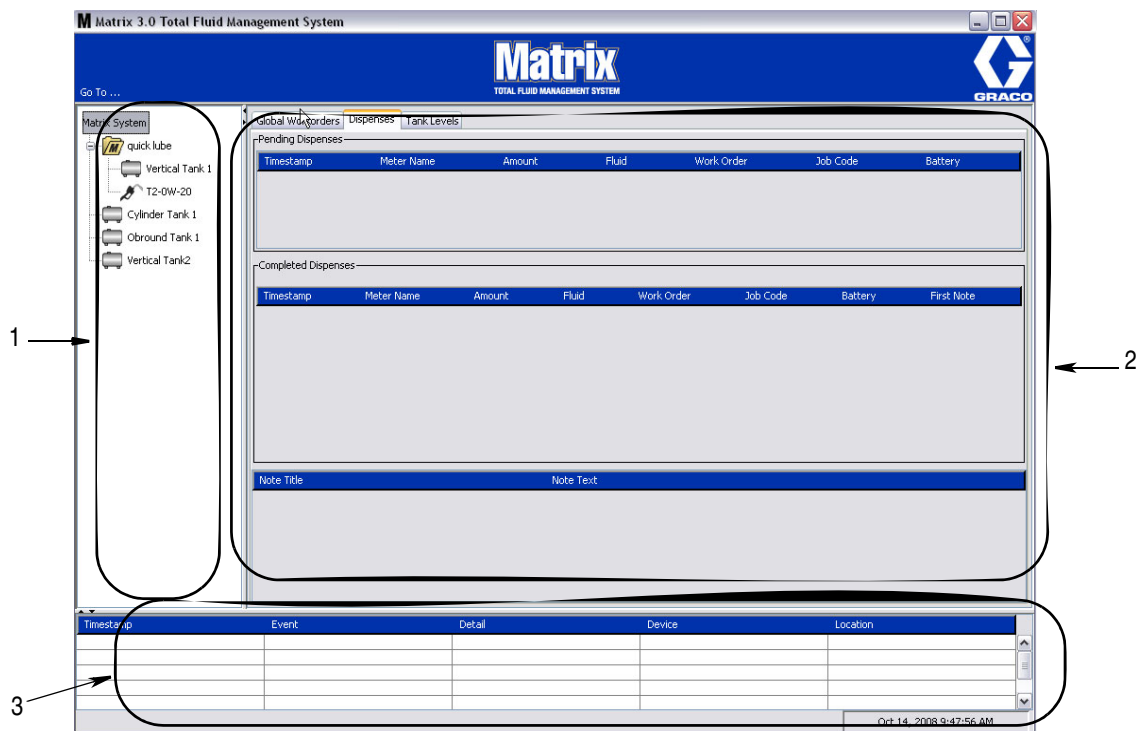 M Matrix 3.0 Total Fluid Management System
Matrix
TOTAL FLUID MANAGEMENT SYSTEM
GRACO
®
Go To ...
Matrix System
quick lube
Vertical Tank 1
T2-0W-20
Cylinder Tank 1
Obround Tank 1
Vertical Tank2
Global Workorders Dispenses Tank Levels
Pending Dispenses
Timestamp Meter Name Amount Fluid Work Order Job Code Battery
Completed Dispenses
Timestamp Meter Name Amount Fluid Work Order Job Code Battery First Note
Note Title Note Text
1
2
Timestamp Event Detail Device Location
3
Oct 14, 2008 9:47:56 AM